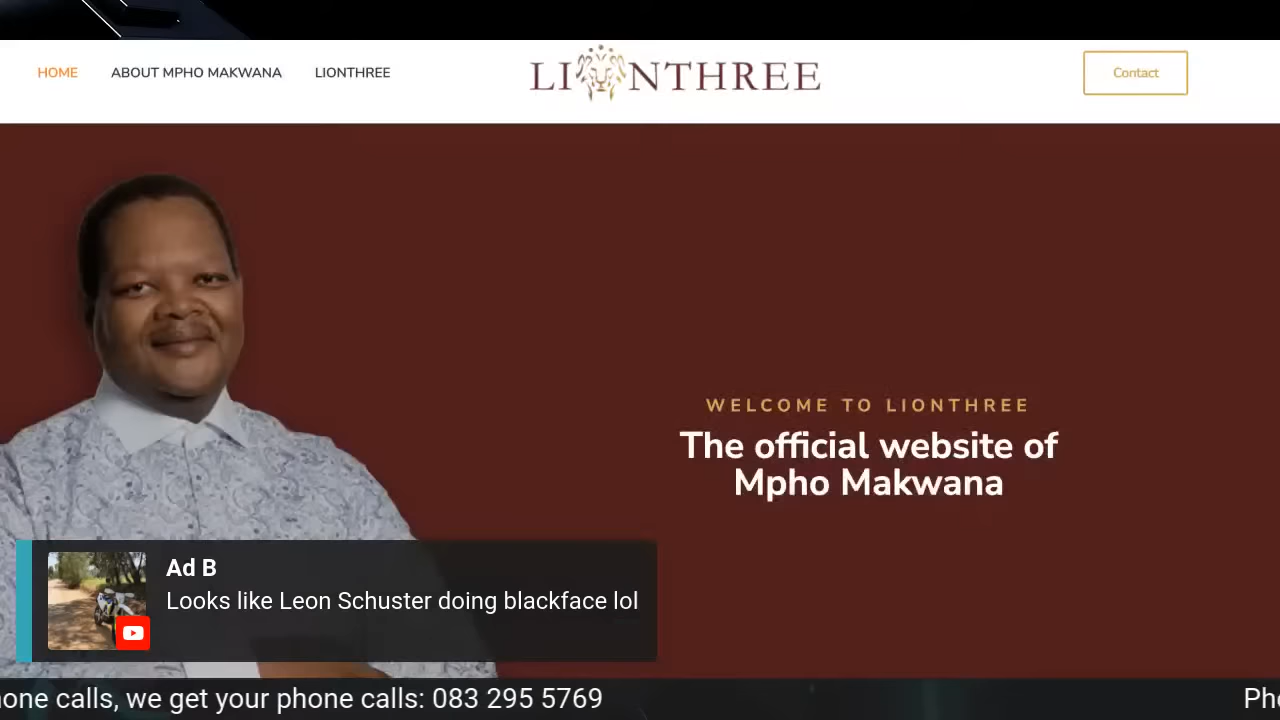 HOME
ABOUT MPHO MAKWANA
LIONTHREE
LIONTHREE
Contact
WELCOME TO LIONTHREE
The official website of
Mpho Makwana
Ad B
Looks like Leon Schuster doing blackface lol
one calls, we get your phone calls: 083 295 5769
Pho